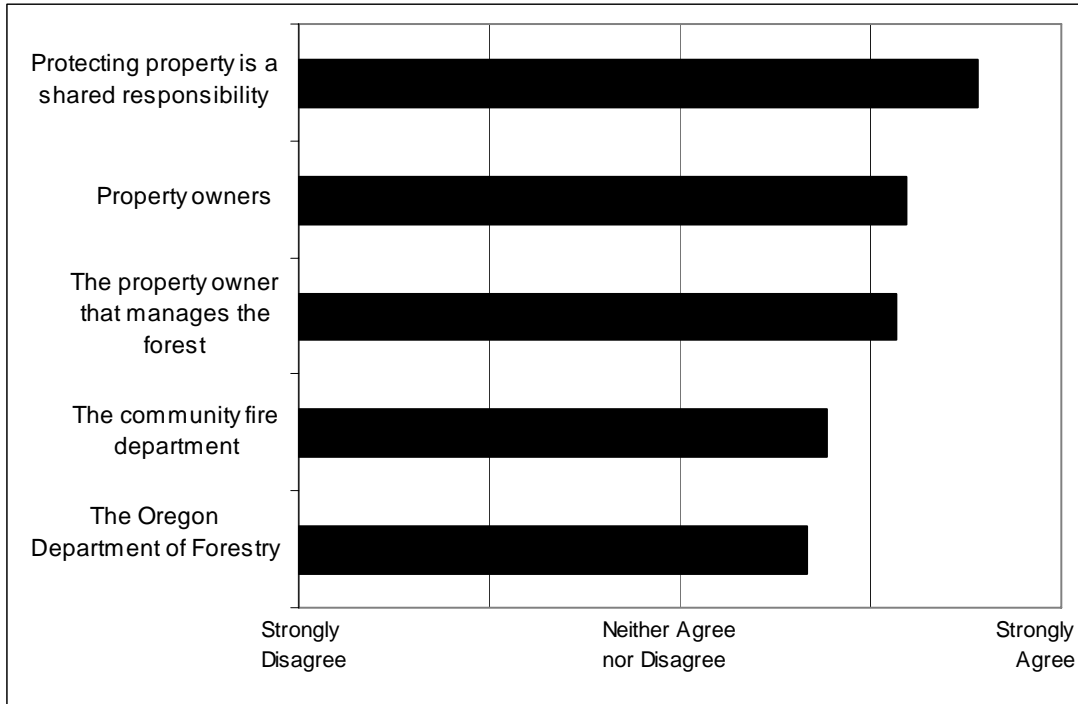 Protecting property is a
shared responsibility
Property owners
The property owner
that manages the
forest
The community fire
department
The Oregon
Department of Forestry
Strongly
Disagree
Neither Agree
nor Disagree
Strongly
Agree